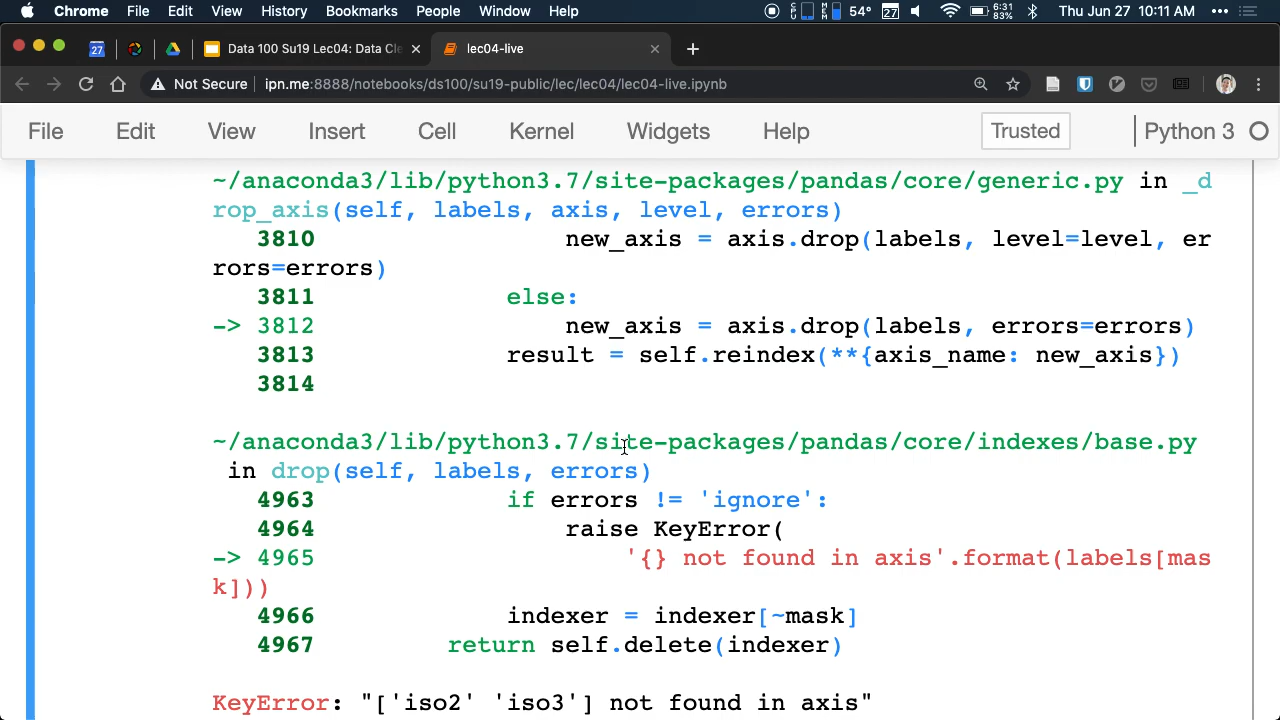 Chrome File Edit View History Bookmarks People Window Help 54° 27 6:31 83% Thu Jun 27 10:11 AM
27 Data 100 Su19 Lec04: Data Cle lec04-live
Not Secure ipn.me:8888/notebooks/ds100/su19-public/lec/lec04/lec04-live.ipynb
File Edit View Insert Cell Kernel Widgets Help Trusted Python 3
~/anaconda3/lib/python3.7/site-packages/pandas/core/generic.py in _d
rop_axis(self, labels, axis, level, errors)
3810 new_axis = axis.drop(labels, level=level, er
rors=errors)
3811 else:
-> 3812 new_axis = axis.drop(labels, errors=errors)
3813 result = self.reindex(**{axis_name: new_axis})
3814
~/anaconda3/lib/python3.7/site-packages/pandas/core/indexes/base.py
in drop(self, labels, errors)
4963 if errors != 'ignore':
4964 raise KeyError(
-> 4965 '{} not found in axis'.format(labels[mas
k]))
4966 indexer = indexer[~mask]
4967 return self.delete(indexer)
KeyError: "['iso2' 'iso3'] not found in axis"